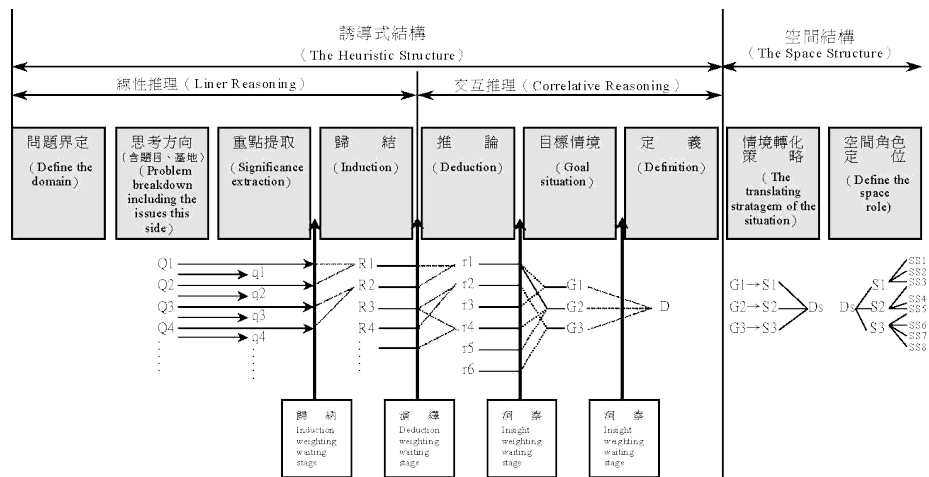 誘導式結構
（The Heuristic Structure）
空間結構
（The Space Structure）
線性推理（Liner Reasoning）
交互推理（Correlative Reasoning）
問題界定
（Define the
domain）
思考方向
（含題目、基地）
（Problem
breakdown
including the
issues this
side）
重點提取
（Significance
extraction）
歸結
（Induction）
推 論
（Deduction）
目標情境
（Goal
situation）
定 義
（Definition）
情境轉化
策 略
（The
translating
stratagem of the
situation）
空間角色
定 位
（Define the
space
role)
Q1
q1
Q2
q2
Q3
q3
Q4
q4
R1
R2
R3
R4
r1
r2
r3
r4
r5
r6
G1
G2
G3
D
G1→S1
G2→S2
G3→S3
Ds
Ds
S1
S2
S3
SS1
SS2
SS3
SS4
SS5
SS6
SS7
SS8
歸 納
Induction
weighting
waiting
stage
演 繹
Deduction
weighting
waiting
stage
洞 察
Insight
weighting
waiting
stage
洞 察
Insight
weighting
waiting
stage